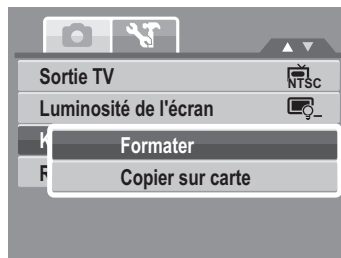 Sortie TV
NTSC
Luminosité de l'écran
K
Formater
R
Copier sur carte